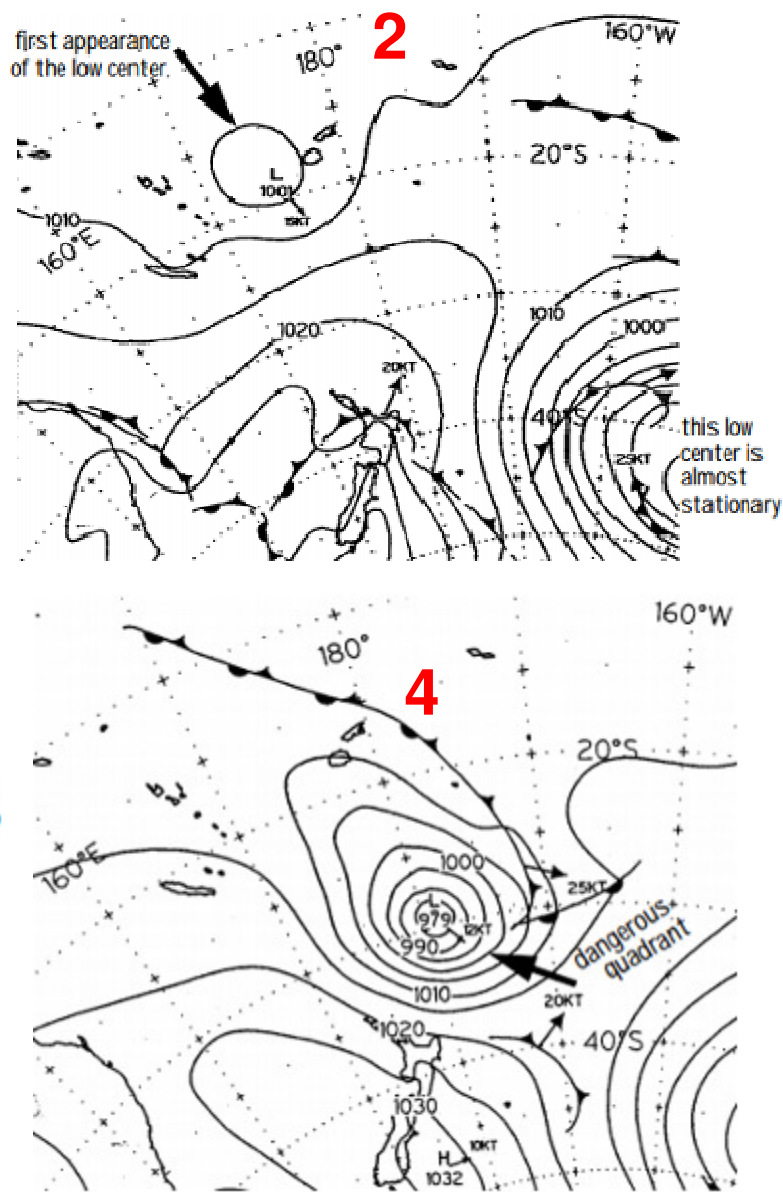 first appearance
of the low center.
180°
2
160°W
20°S
L
1001
15KT
1010
160°E
1010
1020
1000
20KT
40°S
25KT
this low
center is
almost
stationary
160°W
180°
4
20°S
160°E
1000
25KT
L
979
12KT
990
dangerous
quadrant
1010
20KT
1020
40°S
1030
10KT
H
1032